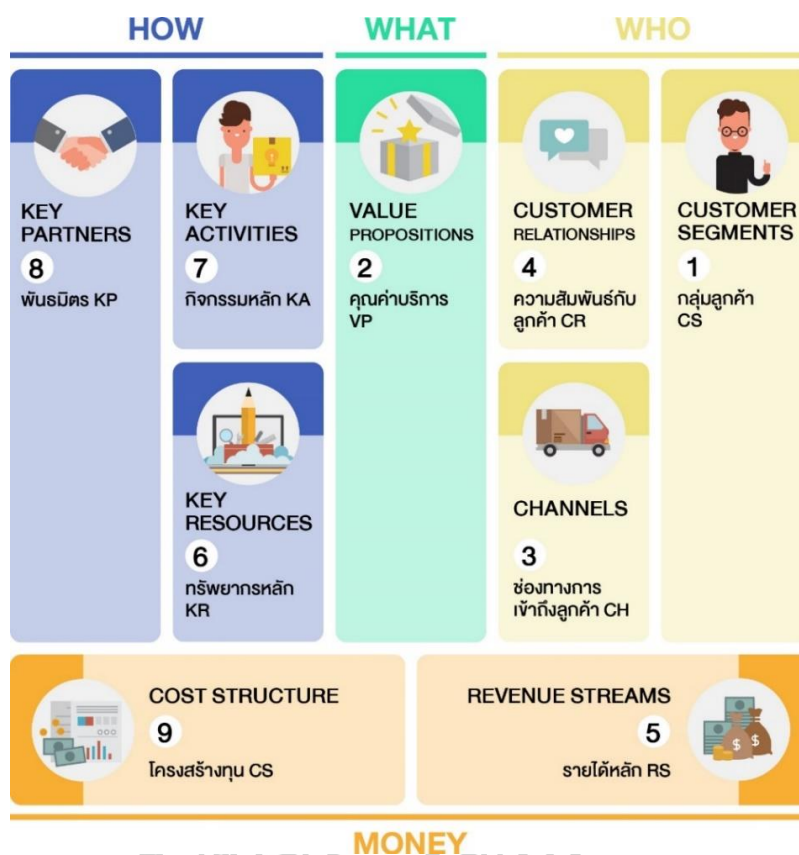 HOW
WHAT
WHO
KEY
PARTNERS
8
พันธมิตร KP
KEY
ACTIVITIES
7
กิจกรรมหลัก KA
KEY
RESOURCES
6
ทรัพยากรหลัก
KR
VALUE
PROPOSITIONS
2
คุณค่าบริการ
VP
CUSTOMER
RELATIONSHIPS
4
ความสัมพันธ์กับ
ลูกค้า CR
CHANNELS
3
ช่องทางการ
เข้าถึงลูกค้า CH
CUSTOMER
SEGMENTS
1
กลุ่มลูกค้า
CS
COST STRUCTURE
9
โครงสร้างทุน CS
REVENUE STREAMS
5
รายได้หลัก RS
$ $
MONEY